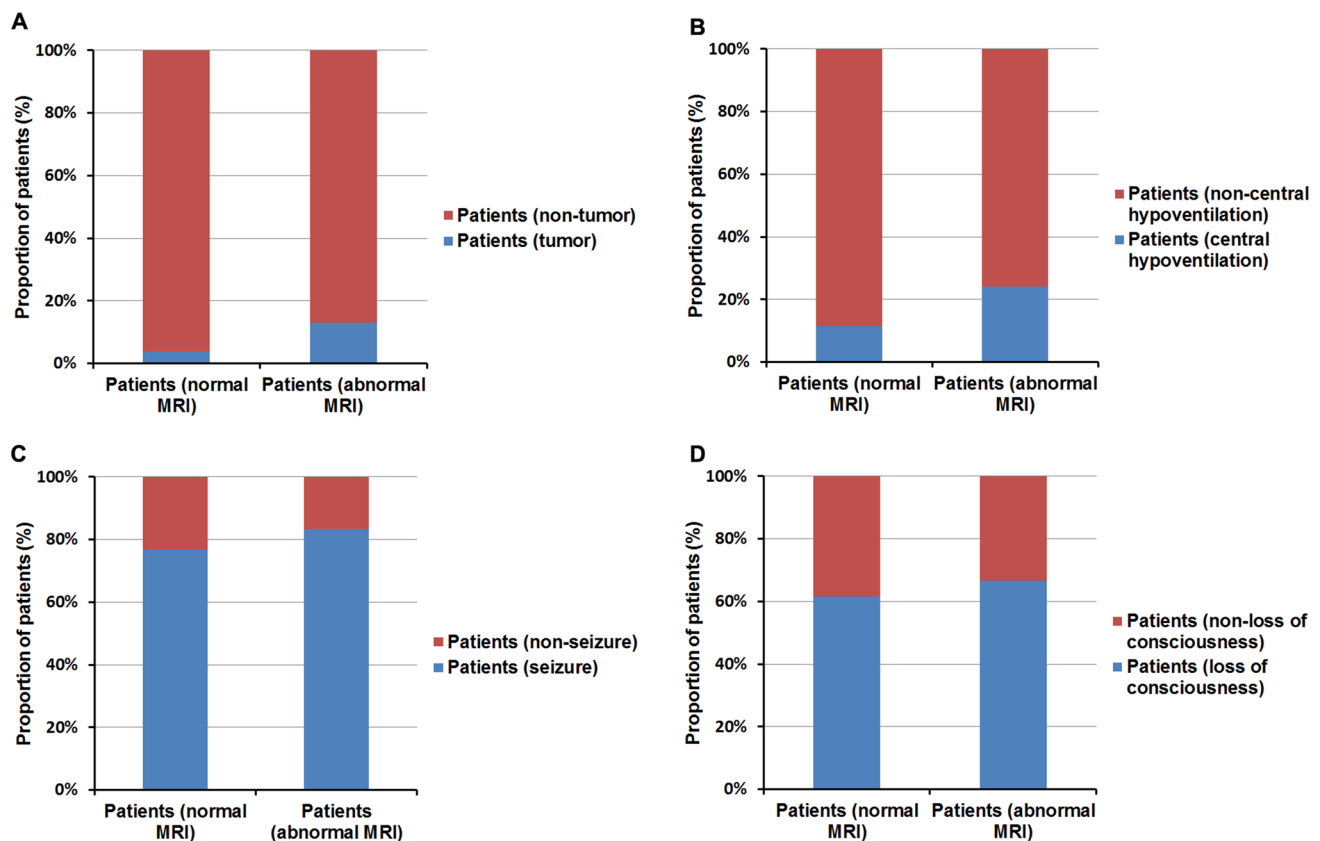 A
Proportion of patients (%)
100%
80%
60%
40%
20%
0%
Patients (normal
MRI)
Patients (abnormal
MRI)
Patients (non-tumor)
Patients (tumor)
B
Proportion of patients (%)
100%
80%
60%
40%
20%
0%
Patients (normal
MRI)
Patients (abnormal
MRI)
Patients (non-central
hypoventilation)
Patients (central
hypoventilation)
C
Proportion of patients (%)
100%
80%
60%
40%
20%
0%
Patients (normal
MRI)
Patients
(abnormal MRI)
Patients (non-seizure)
Patients (seizure)
D
Proportion of patients (%)
100%
80%
60%
40%
20%
0%
Patients (normal
MRI)
Patients (abnormal
MRI)
Patients (non-loss of
consciousness)
Patients (loss of
consciousness)